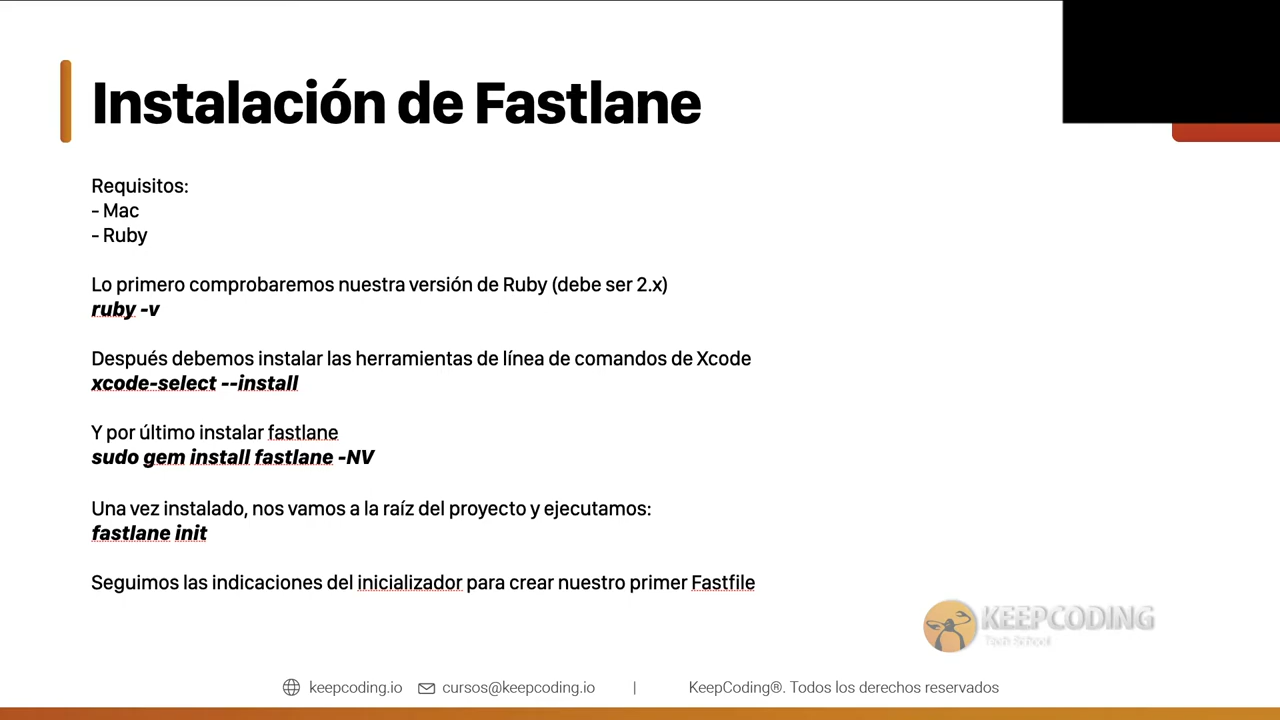 Instalación de Fastlane
Requisitos:
- Mac
- Ruby
Lo primero comprobaremos nuestra versión de Ruby (debe ser 2.x)
ruby -v
Después debemos instalar las herramientas de línea de comandos de Xcode
xcode-select --install
Y por último instalar fastlane
sudo gem install fastlane -NV
Una vez instalado, nos vamos a la raíz del proyecto y ejecutamos:
fastlane init
Seguimos las indicaciones del inicializador para crear nuestro primer Fastfile
KEEPCODING
Tech School
keepcoding.io cursos@keepcoding.io | KeepCoding®. Todos los derechos reservados